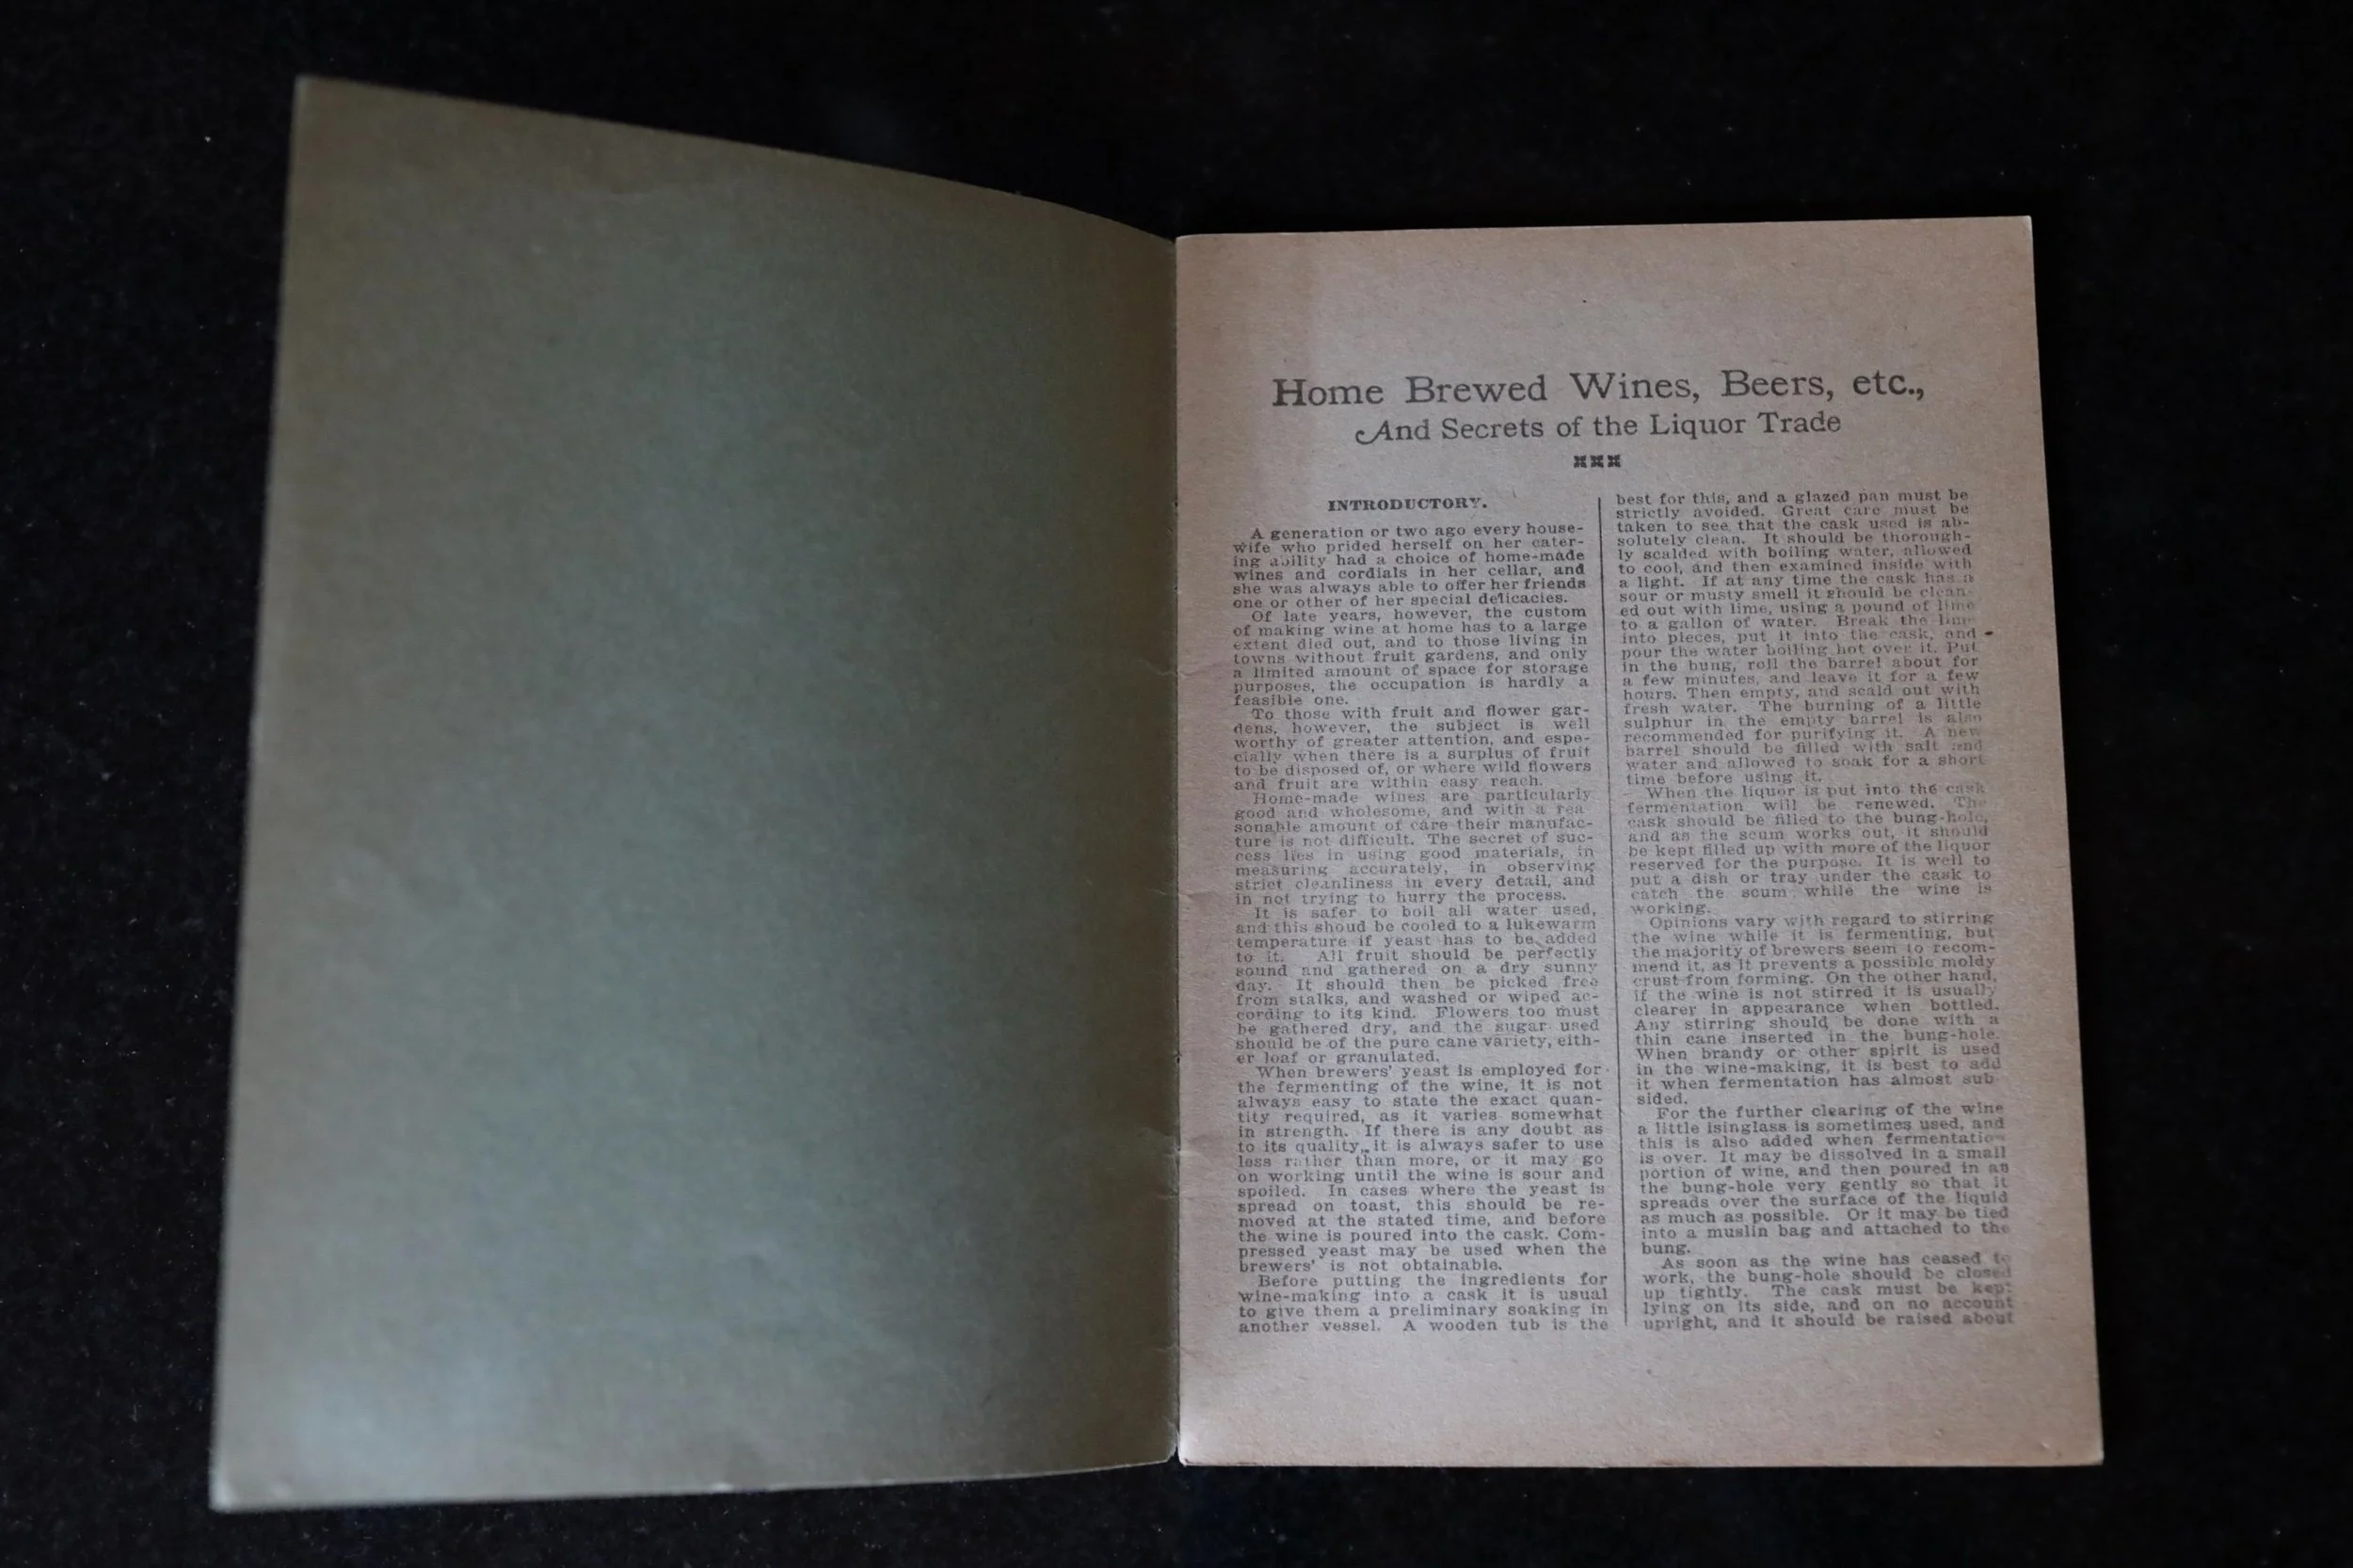 Home Brewed Wines, Beers, etc.,
And Secrets of the Liquor Trade
INTRODUCTORY.
A generation or two ago every house-
wife who prided herself on her cater-
ing ability had a choice of home-made
wines and cordials in her cellar, and
she was always able to offer her friends
one or other of her special delicacies.
Of late years, however, the custom
of making wine at home has to a large
extent died out, and to those living in
towns without fruit gardens, and only
a limited amount of space for storage
purposes, the occupation is hardly a
feasible one.
To those with fruit and flower gar-
dens, however, the subject is well
worthy of greater attention, and espe-
cially when there is a surplus of fruit
to be disposed of, or where wild flowers
and fruit are within easy reach.
Home-made wines are particularly
good and wholesome, and with a rea
sonable amount of care their manufac-
ture is not difficult. The secret of suc-
cess lies in using good materials, in
measuring accurately, in observing
strict cleanliness in every detail, and
in not trying to hurry the process.
It is safer to boil all water used,
and this shoud be cooled to a lukewarm
temperature if yeast has to be added
to it. All fruit should be perfectly
sound and gathered on a dry sunny
day. It should then be picked free
from stalks, and washed or wiped ac-
cording to its kind. Flowers too must
be gathered dry, and the sugar used
should be of the pure cane variety, eith-
er loaf or granulated.
When brewers' yeast is employed for
the fermenting of the wine, it is not
always easy to state the exact quan-
tity required, as it varies somewhat
in strength. If there is any doubt as
to its quality, it is always safer to use
less rather than more, or it may go
on working until the wine is sour and
spoiled. In cases where the yeast is
spread on toast, this should be re-
moved at the stated time, and before
the wine is poured into the cask. Com-
pressed yeast may be used when the
brewers' is not obtainable.
Before putting the ingredients for
wine-making into a cask it is usual
to give them a preliminary soaking in
another vessel. A wooden tub is the
best for this, and a glazed pan must be
strictly avoided. Great care must be
taken to see that the cask used is ab-
solutely clean. It should be thorough-
ly scalded with boiling water, allowed
to cool, and then examined inside with
a light. If at any time the cask has a
sour or musty smell it should be clean
ed out with lime, using a pound of lime
to a gallon of water. Break the lime
into pieces, put it into the cask, and
pour the water boiling hot over it. Put
in the bung, roll the barrel about for
a few minutes, and leave it for a few
hours. Then empty, and scald out with
fresh water. The burning of a little
sulphur in the empty barrel is also
recommended for purifying it. A new
barrel should be filled with salt and
water and allowed to soak for a short
time before using it.
When the liquor is put into the cask
fermentation will be renewed. The
cask should be filled to the bung-hole,
and as the scum works out, it should
be kept filled up with more of the liquor
reserved for the purpose. It is well to
put a dish or tray under the cask to
catch the scum while the wine is
working.
Opinions vary with regard to stirring
the wine while it is fermenting, but
the majority of brewers seem to recom-
mend it, as it prevents a possible moldy
crust from forming. On the other hand,
if the wine is not stirred it is usually
clearer in appearance when bottled.
Any stirring should be done with a
thin cane inserted in the bung-hole.
When brandy or other spirit is used
in the wine-making, it is best to add
it when fermentation has almost sub
sided.
For the further clearing of the wine
a little isinglass is sometimes used, and
this is also added when fermentation
is over. It may be dissolved in a small
portion of wine, and then poured in as
the bung-hole very gently so that it
spreads over the surface of the liquid
as much as possible. Or it may be tied
into a muslin bag and attached to the
bung.
As soon as the wine has ceased to
work, the bung-hole should be closed
up tightly. The cask must be kept
lying on its side, and on no account
upright, and it should be raised about